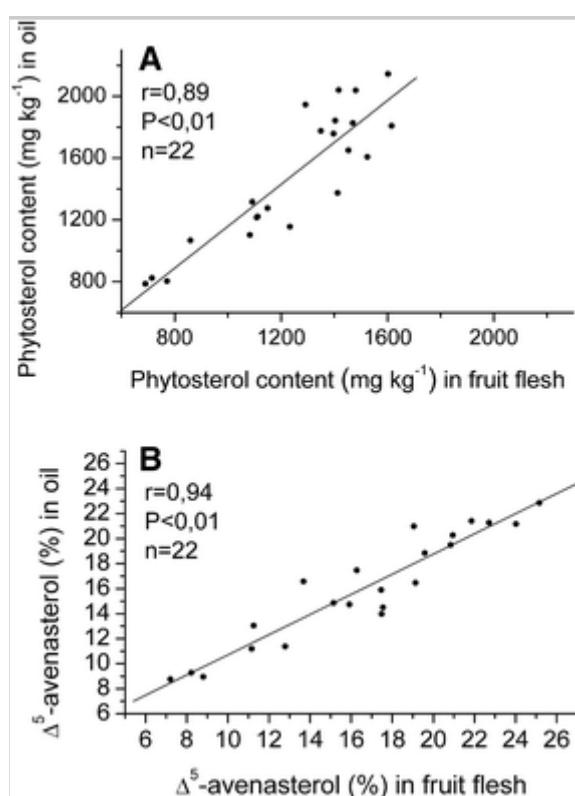 A
r=0,89
P<0,01
n=22
Phytosterol content (mg kg⁻¹) in oil
2000
1600
1200
800
800 1200 1600 2000
Phytosterol content (mg kg⁻¹) in fruit flesh
B
r=0,94
P<0,01
n=22
Δ⁵-avenasterol (%) in oil
26
24
22
20
18
16
14
12
10
8
6
6 8 10 12 14 16 18 20 22 24 26
Δ⁵-avenasterol (%) in fruit flesh